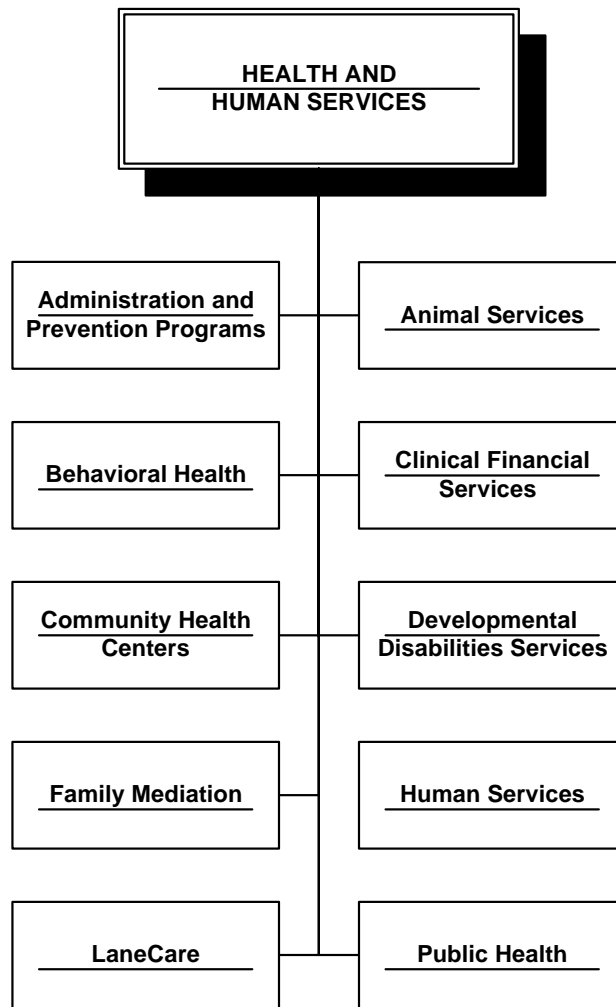 HEALTH AND
HUMAN SERVICES
Administration and
Prevention Programs
Animal Services
Behavioral Health
Clinical Financial
Services
Community Health
Centers
Developmental
Disabilities Services
Family Mediation
Human Services
LaneCare
Public Health